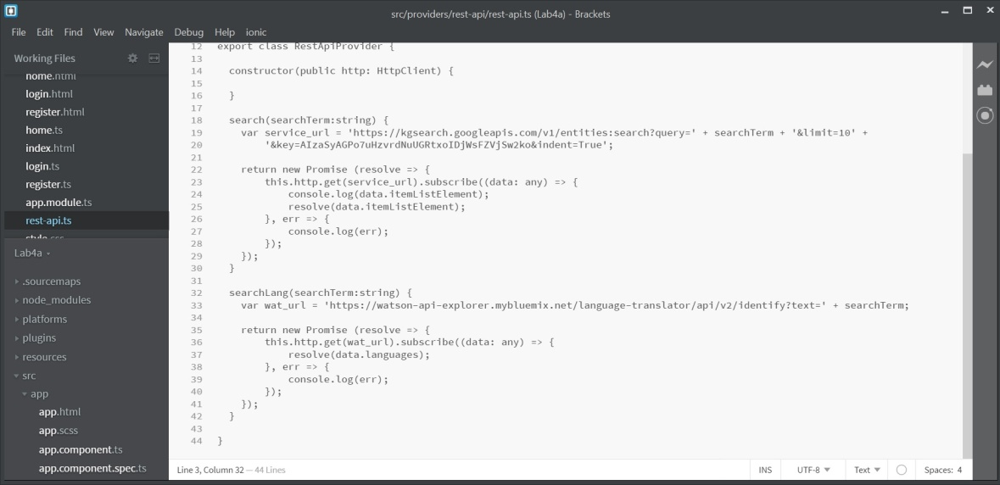 src/providers/rest-api/rest-api.ts (Lab4a) - Brackets
File Edit Find View Navigate Debug Help ionic
Working Files
home.html
login.html
register.html
home.ts
index.html
login.ts
register.ts
app.module.ts
rest-api.ts
style.css
Lab4a
.sourcemaps
node_modules
platforms
plugins
resources
src
app
app.html
app.scss
app.component.ts
app.component.spec.ts
12 export class RestApiProvider {
13
14 constructor(public http: HttpClient) {
15
16 }
17
18 search(searchTerm:string) {
19 var service_url = 'https://kgsearch.googleapis.com/v1/entities:search?query=' + searchTerm + '&limit=10' +
20 '&key=AIzaSyAGPo7uHzvrdNuUGRtxoIDjWsFZVjSw2ko&indent=True';
21
22 return new Promise (resolve => {
23 this.http.get(service_url).subscribe((data: any) => {
24 console.log(data.itemListElement);
25 resolve(data.itemListElement);
26 }, err => {
27 console.log(err);
28 });
29 });
30 }
31
32 searchLang(searchTerm:string) {
33 var wat_url = 'https://watson-api-explorer.mybluemix.net/language-translator/api/v2/identify?text=' + searchTerm;
34
35 return new Promise (resolve => {
36 this.http.get(wat_url).subscribe((data: any) => {
37 resolve(data.languages);
38 }, err => {
39 console.log(err);
40 });
41 });
42 }
43
44 }
Line 3, Column 32 — 44 Lines
INS UTF-8 Text Spaces: 4